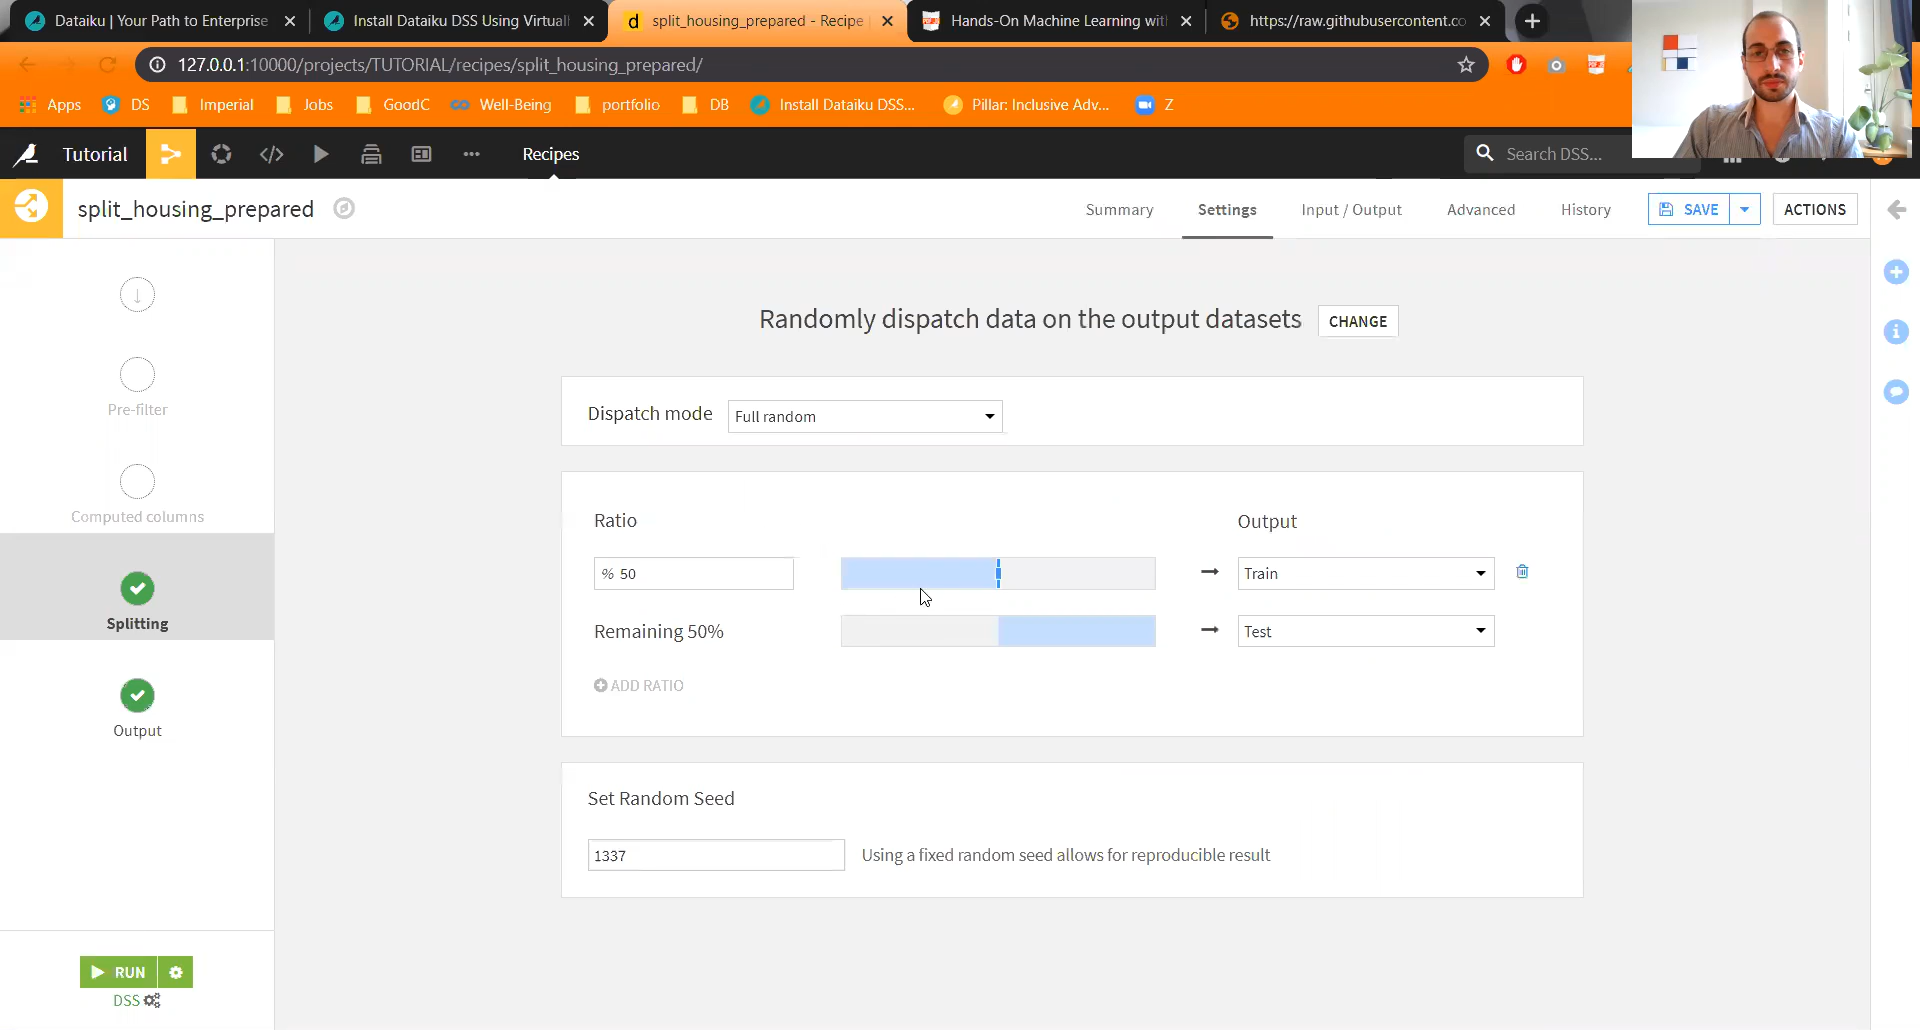 Dataiku | Your Path to Enterprise
Install Dataiku DSS Using Virtuall
split_housing_prepared - Recipe
Hands-On Machine Learning with
https://raw.githubusercontent.co
127.0.0.1:10000/projects/TUTORIAL/recipes/split_housing_prepared/
Apps DS Imperial Jobs GoodC Well-Being portfolio DB Install Dataiku DSS... Pillar: Inclusive Adv... Z
Tutorial Recipes Search DSS...
split_housing_prepared Summary Settings Input / Output Advanced History SAVE ACTIONS
Pre-filter
Computed columns
Splitting
Output
RUN
DSS
Randomly dispatch data on the output datasets CHANGE
Dispatch mode Full random
Ratio Output
% 50 Train
Remaining 50% Test
ADD RATIO
Set Random Seed
1337 Using a fixed random seed allows for reproducible result